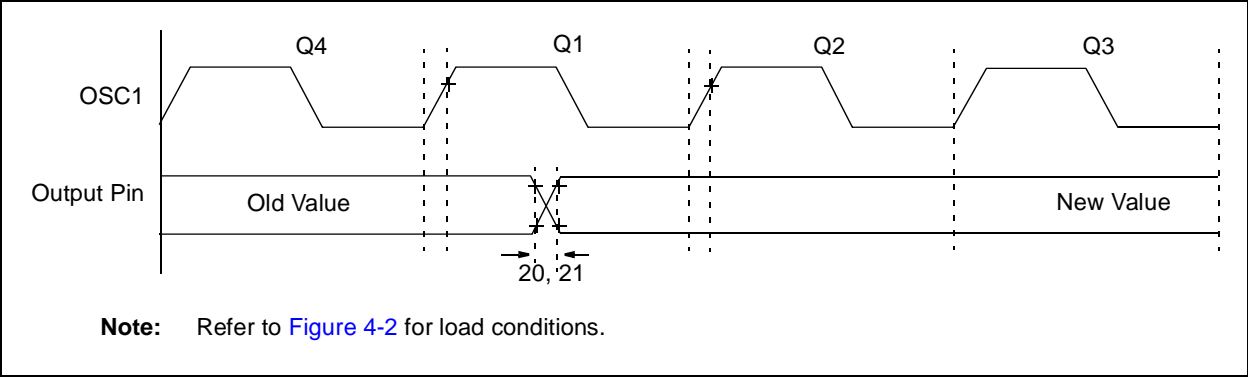 Q4 Q1 Q2 Q3
OSC1
Output Pin
Old Value
New Value
20, 21
Note: Refer to Figure 4-2 for load conditions.